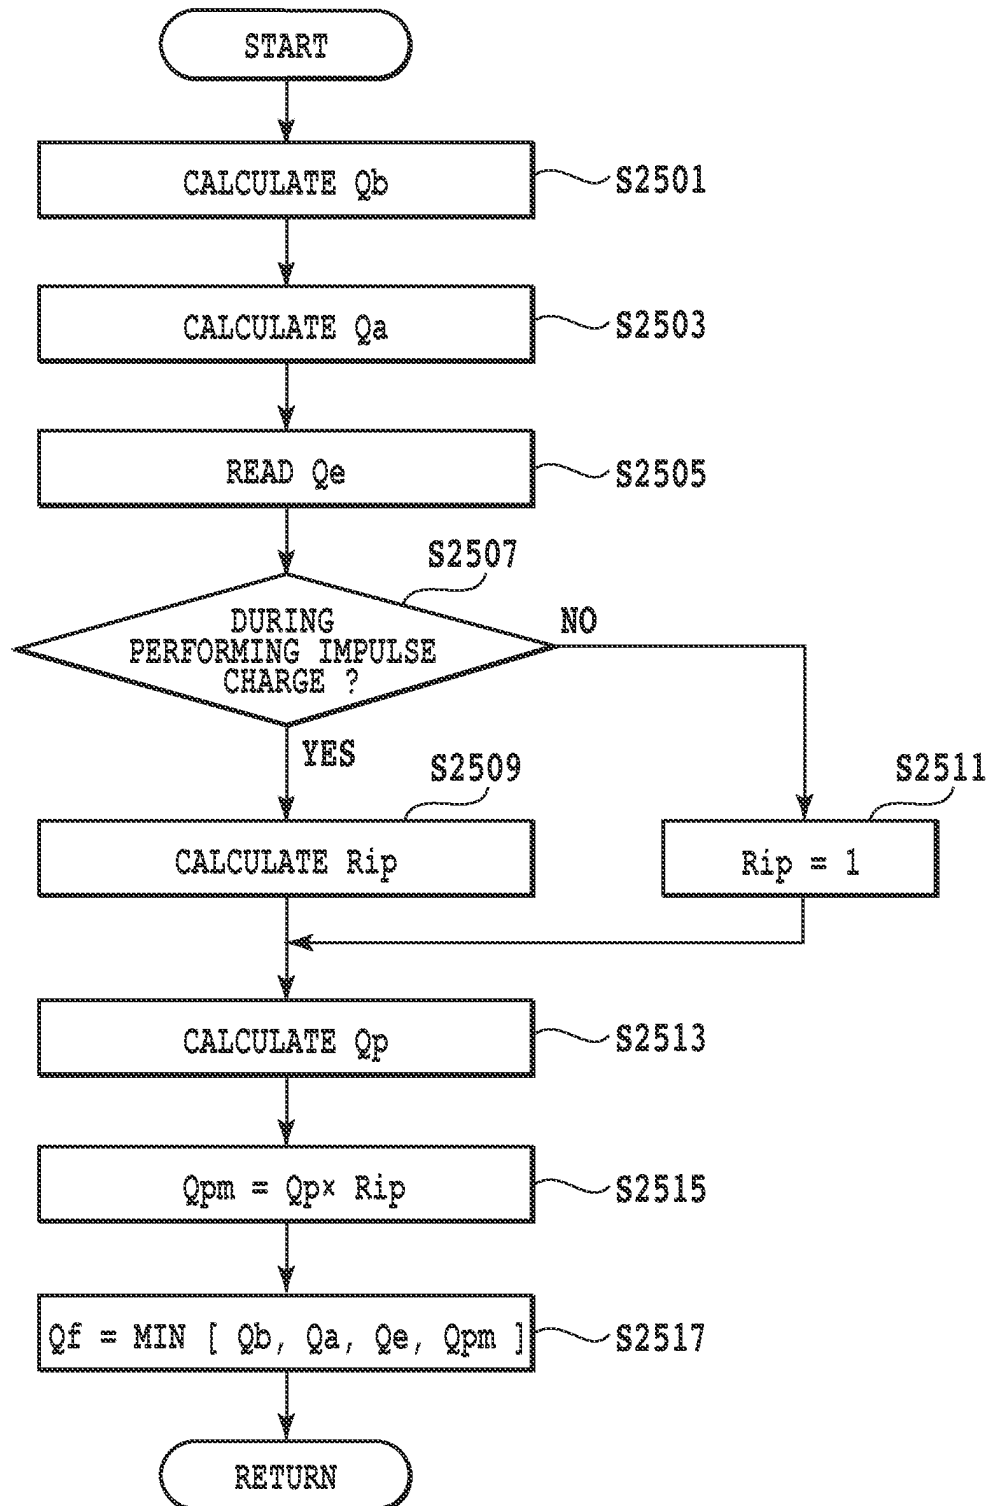 START
CALCULATE Qb
S2501
CALCULATE Qa
S2503
READ Qe
S2505
S2507
DURING
PERFORMING IMPULSE
CHARGE ?
NO
YES
S2509
S2511
CALCULATE Rip
Rip = 1
CALCULATE Qp
S2513
Qpm = Qp× Rip
S2515
Qf = MIN [ Qb, Qa, Qe, Qpm ]
S2517
RETURN